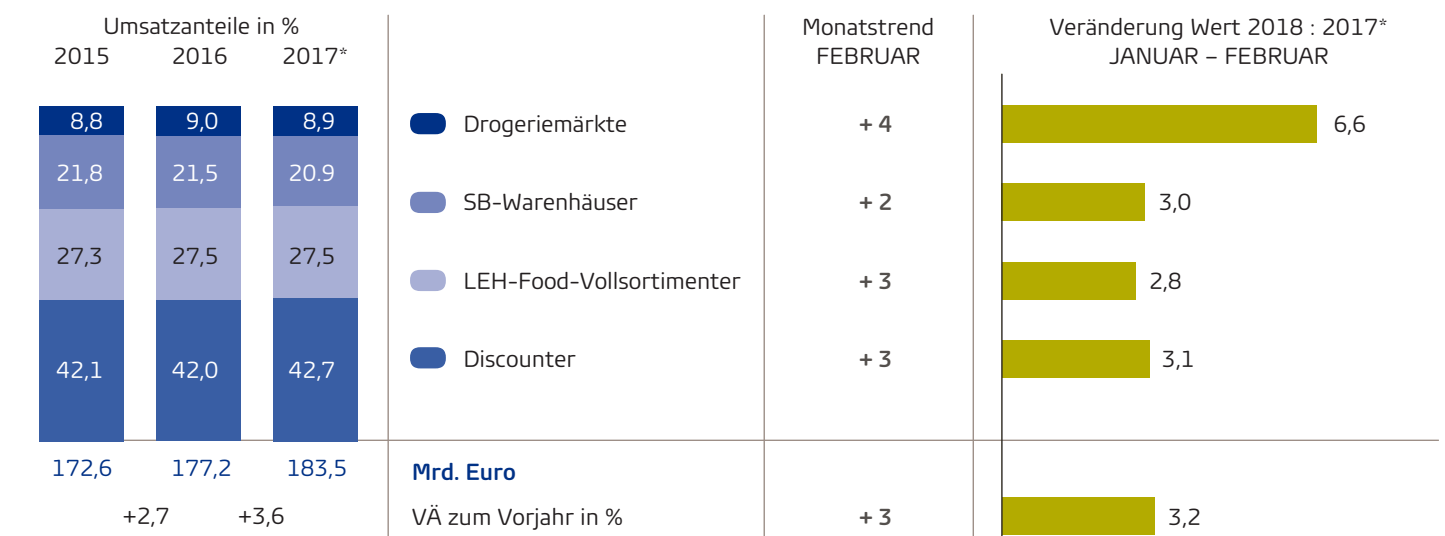 Umsatzanteile in %
2015 2016 2017*
Monatstrend
FEBRUAR
Veränderung Wert 2018 : 2017*
JANUAR – FEBRUAR
8,8 9,0 8,9 Drogeriemärkte + 4 6,6
21,8 21,5 20.9 SB-Warenhäuser + 2 3,0
27,3 27,5 27,5 LEH-Food-Vollsortimenter + 3 2,8
42,1 42,0 42,7 Discounter + 3 3,1
172,6 177,2 183,5 Mrd. Euro
+2,7 +3,6 VÄ zum Vorjahr in % + 3 3,2